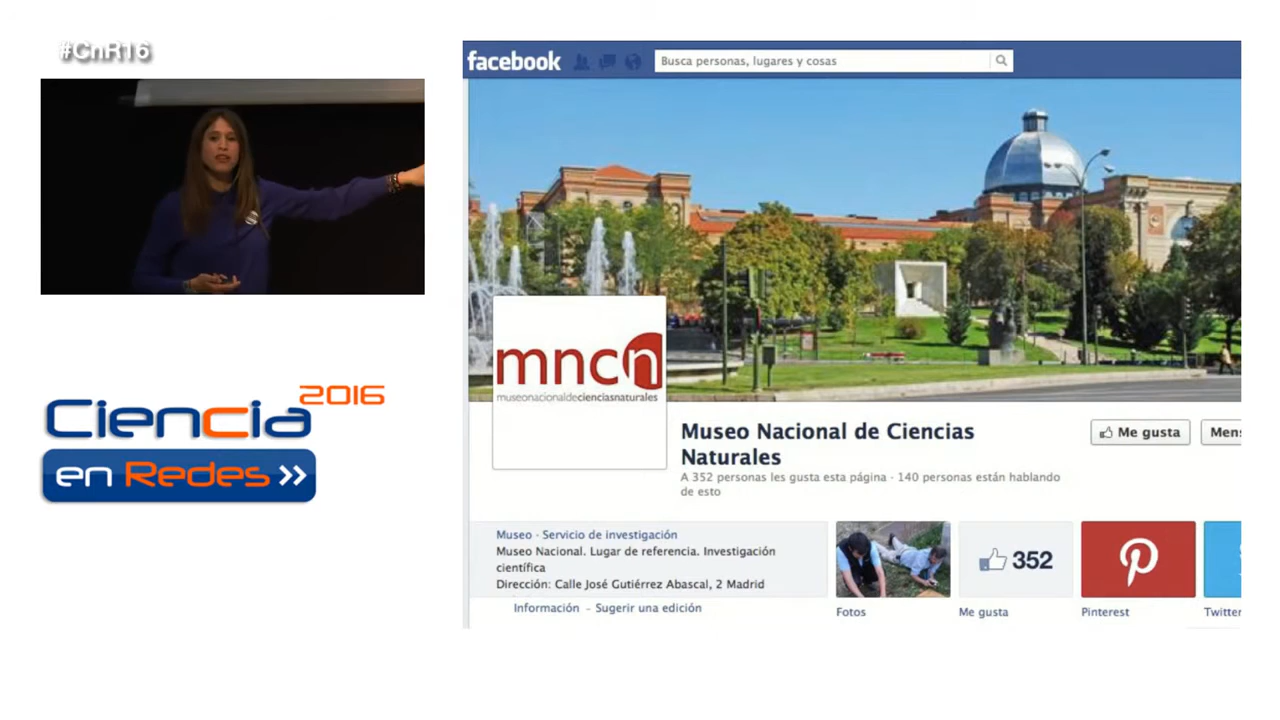 #CnR16
facebook
Busca personas, lugares y cosas
mncn
museonacionaldecienciasnaturales
2016
Ciencia
en Redes >>
Museo Nacional de Ciencias
Naturales
Me gusta
Mens
A 352 personas les gusta esta página · 140 personas están hablando
de esto
Museo · Servicio de investigación
Museo Nacional. Lugar de referencia. Investigación
científica
Dirección: Calle José Gutiérrez Abascal, 2 Madrid
Información - Sugerir una edición
352
Fotos
Me gusta
Pinterest
Twitter